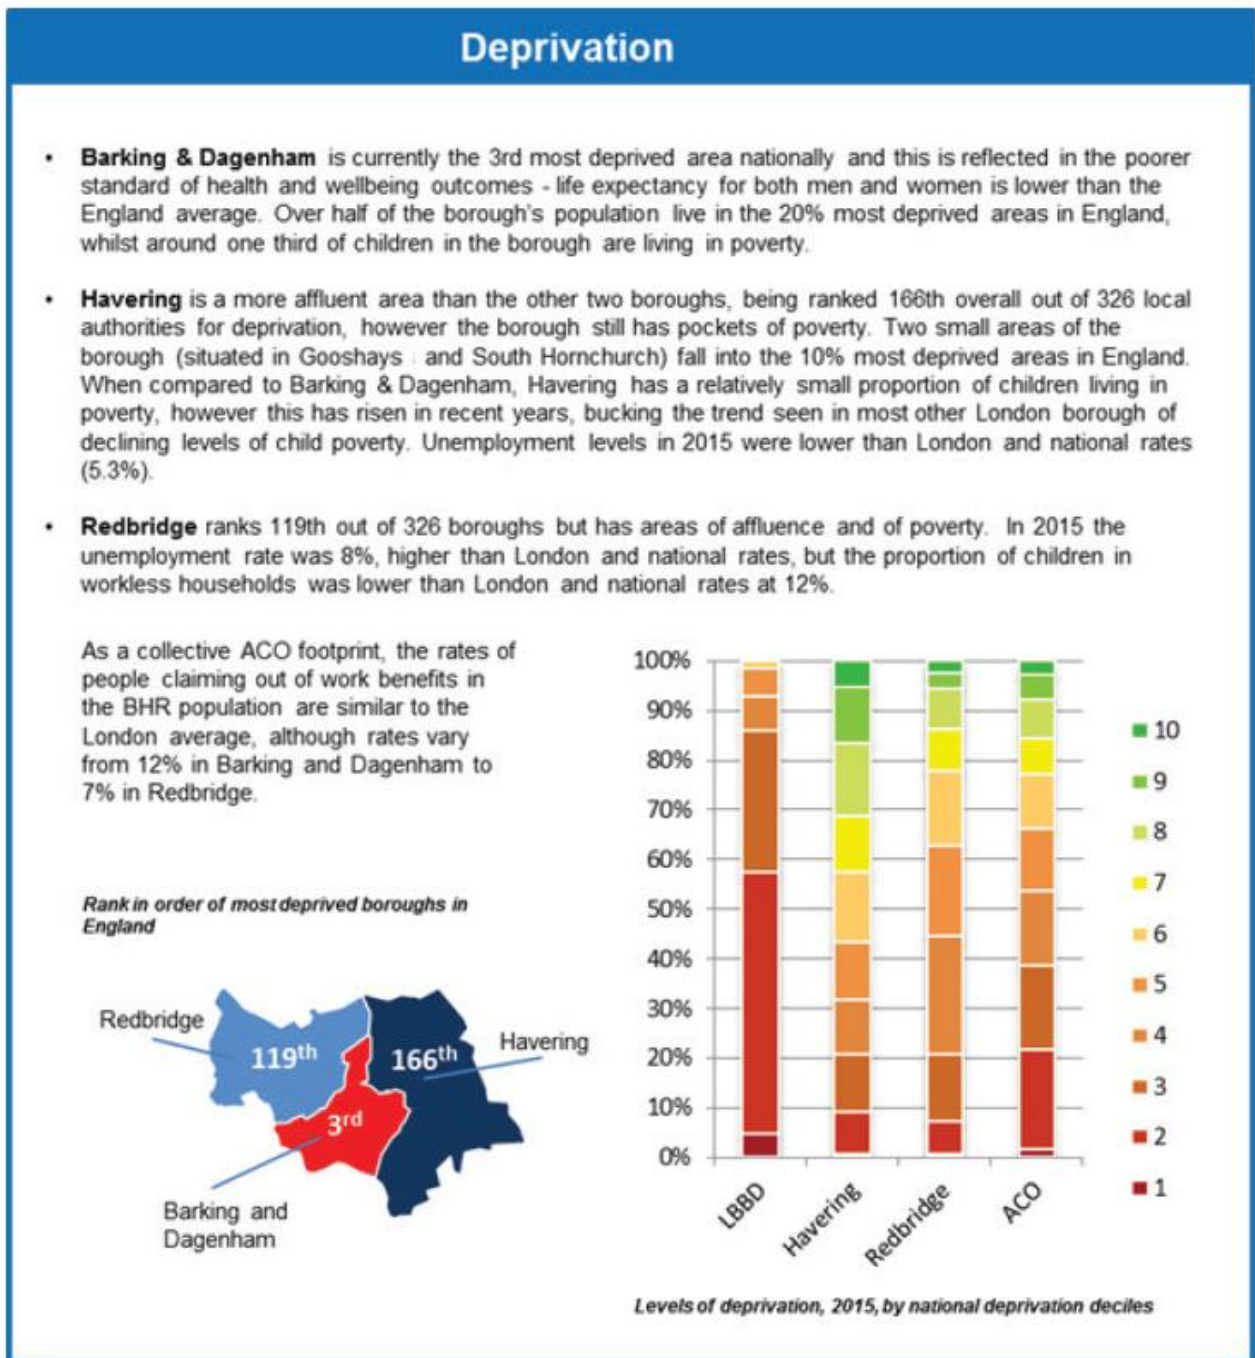 Deprivation
• Barking & Dagenham is currently the 3rd most deprived area nationally and this is reflected in the poorer
standard of health and wellbeing outcomes - life expectancy for both men and women is lower than the
England average. Over half of the borough's population live in the 20% most deprived areas in England,
whilst around one third of children in the borough are living in poverty.
• Havering is a more affluent area than the other two boroughs, being ranked 166th overall out of 326 local
authorities for deprivation, however the borough still has pockets of poverty. Two small areas of the
borough (situated in Gooshays and South Hornchurch) fall into the 10% most deprived areas in England.
When compared to Barking & Dagenham, Havering has a relatively small proportion of children living in
poverty, however this has risen in recent years, bucking the trend seen in most other London borough of
declining levels of child poverty. Unemployment levels in 2015 were lower than London and national rates
(5.3%).
• Redbridge ranks 119th out of 326 boroughs but has areas of affluence and of poverty. In 2015 the
unemployment rate was 8%, higher than London and national rates, but the proportion of children in
workless households was lower than London and national rates at 12%.
As a collective ACO footprint, the rates of
people claiming out of work benefits in
the BHR population are similar to the
London average, although rates vary
from 12% in Barking and Dagenham to
7% in Redbridge.
Rank in order of most deprived boroughs in
England
Redbridge
119th
166th
Havering
3rd
Barking and
Dagenham
100%
90%
80%
70%
60%
50%
40%
30%
20%
10%
0%
LBBD
Havering
Redbridge
ACO
10
9
8
7
6
5
4
3
2
1
Levels of deprivation, 2015, by national deprivation deciles